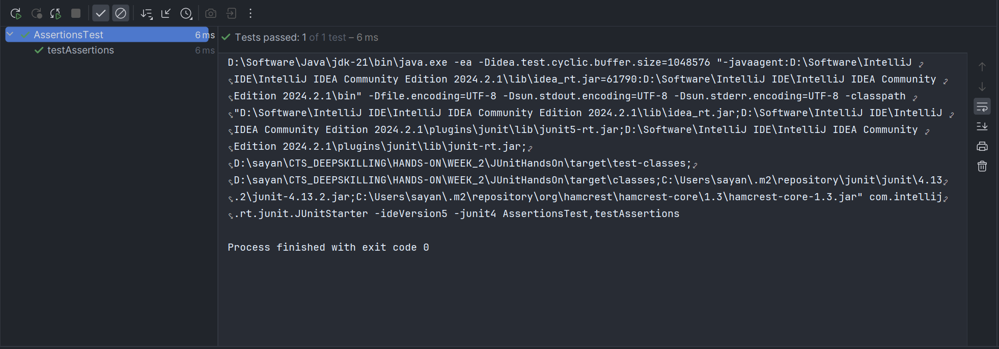 AssertionsTest 6 ms
testAssertions 6 ms
Tests passed: 1 of 1 test – 6 ms
D:\Software\Java\jdk-21\bin\java.exe -ea -Didea.test.cyclic.buffer.size=1048576 "-javaagent:D:\Software\IntelliJ
IDE\IntelliJ IDEA Community Edition 2024.2.1\lib\idea_rt.jar=61790:D:\Software\IntelliJ IDE\IntelliJ IDEA Community
Edition 2024.2.1\bin" -Dfile.encoding=UTF-8 -Dsun.stdout.encoding=UTF-8 -Dsun.stderr.encoding=UTF-8 -classpath
"D:\Software\IntelliJ IDE\IntelliJ IDEA Community Edition 2024.2.1\lib\idea_rt.jar;D:\Software\IntelliJ IDE\IntelliJ
IDEA Community Edition 2024.2.1\plugins\junit\lib\junit5-rt.jar;D:\Software\IntelliJ IDE\IntelliJ IDEA Community
Edition 2024.2.1\plugins\junit\lib\junit-rt.jar;
D:\sayan\CTS_DEEPSKILLING\HANDS-ON\WEEK_2\JUnitHandsOn\target\test-classes;
D:\sayan\CTS_DEEPSKILLING\HANDS-ON\WEEK_2\JUnitHandsOn\target\classes;C:\Users\sayan\.m2\repository\junit\junit\4.13
.2\junit-4.13.2.jar;C:\Users\sayan\.m2\repository\org\hamcrest\hamcrest-core\1.3\hamcrest-core-1.3.jar" com.intellij
.rt.junit.JUnitStarter -ideVersion5 -junit4 AssertionsTest,testAssertions
Process finished with exit code 0